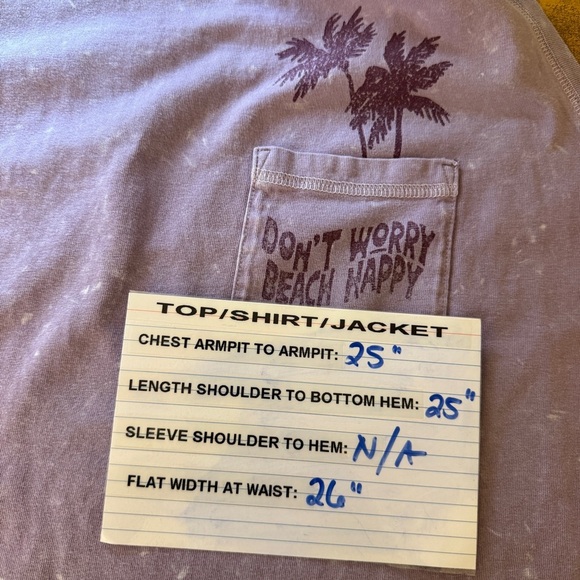 DON'T WORRY
BEACH HAPPY
TOP/SHIRT/JACKET
CHEST ARMPIT TO ARMPIT: 25"
LENGTH SHOULDER TO BOTTOM HEM: 25"
SLEEVE SHOULDER TO HEM: N/A
FLAT WIDTH AT WAIST: 26"